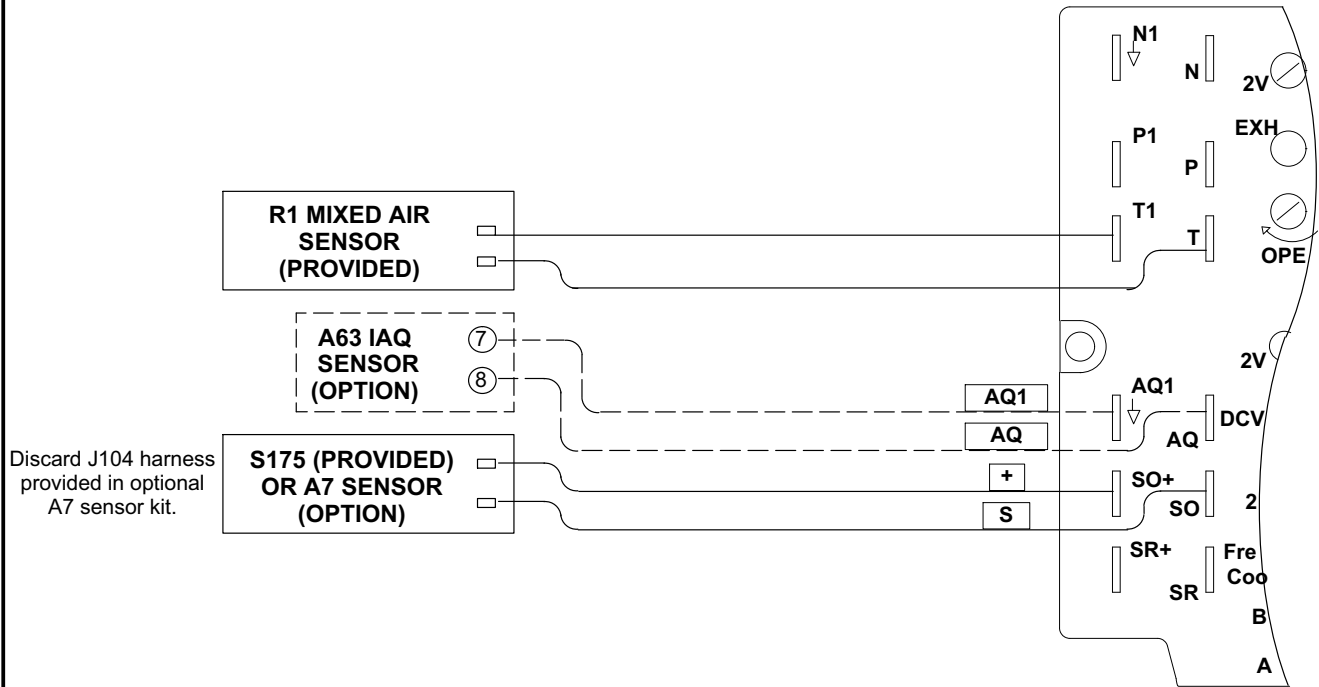 N1
N
2V
P1
EXH
P
T1
T
OPE
R1 MIXED AIR
SENSOR
(PROVIDED)
A63 IAQ
SENSOR
(OPTION)
7
8
2V
AQ1
AQ
AQ1
DCV
AQ
Discard J104 harness
provided in optional
A7 sensor kit.
S175 (PROVIDED)
OR A7 SENSOR
(OPTION)
+
S
SO+
SO
2
SR+
SR
Fre
Coo
B
A